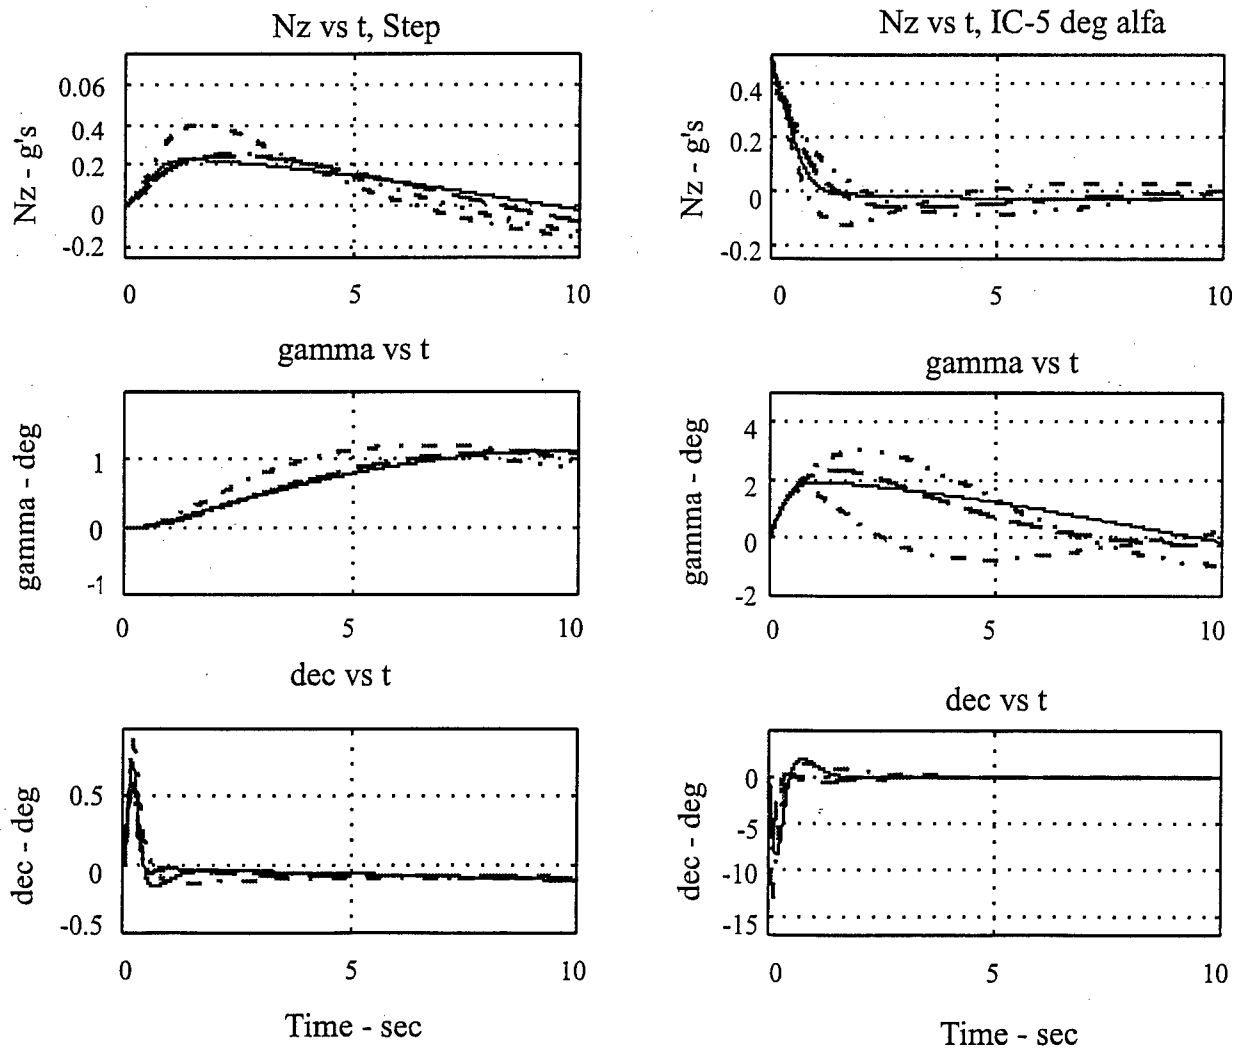 Nz vs t, Step
Nz - g's
0.06
0.4
0.2
0
-0.2
0 5 10
gamma vs t
gamma - deg
1
0
-1
0 5 10
dec vs t
dec - deg
0.5
0
-0.5
0 5 10
Time - sec
Nz vs t, IC-5 deg alfa
Nz - g's
0.4
0.2
0
-0.2
0 5 10
gamma vs t
gamma - deg
4
2
0
-2
0 5 10
dec vs t
dec - deg
0
-5
-10
-15
0 5 10
Time - sec